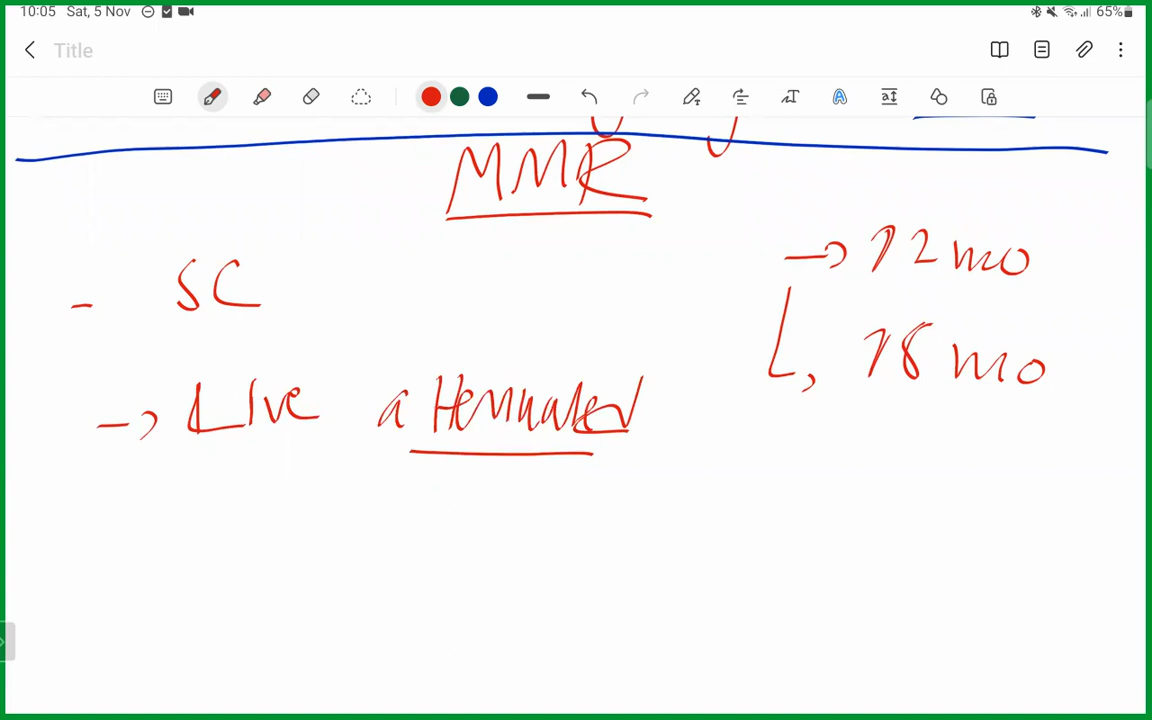 10:05 Sat, 5 Nov
65%
Title
MMR
→ 12 mo
- SC
↳ 18 mo
→ Live attenuated